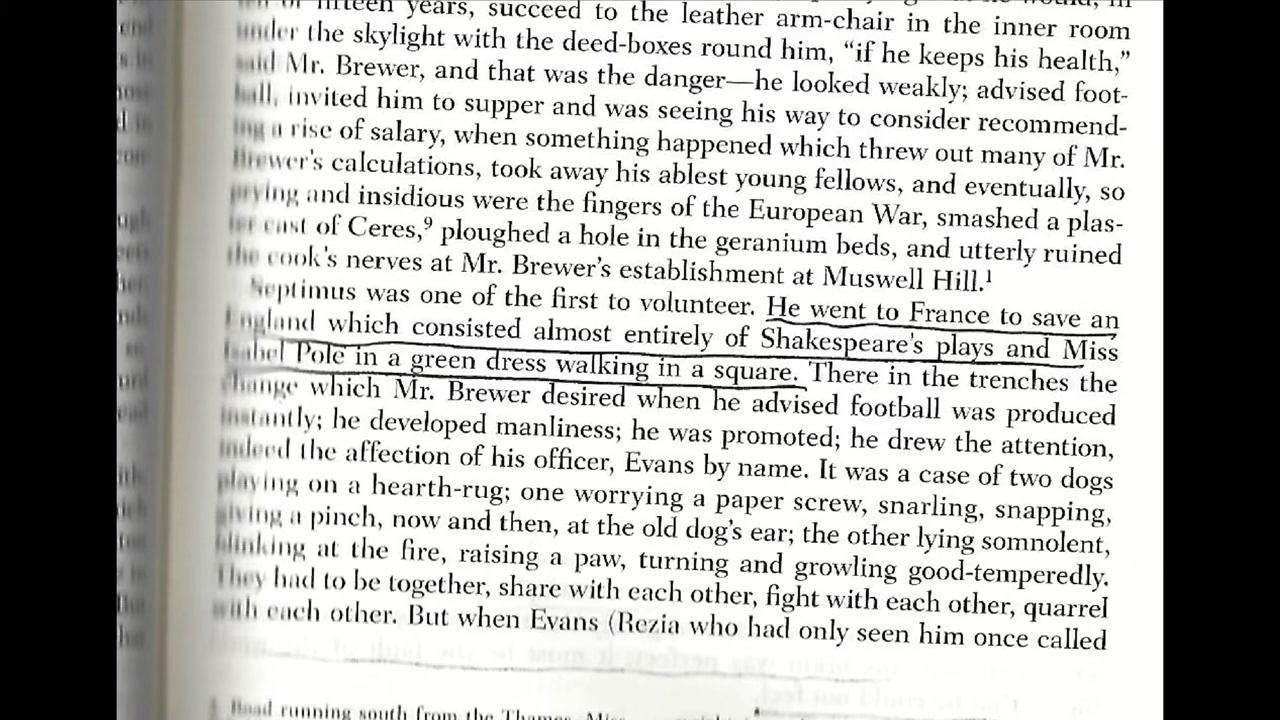 fifteen years, succeed to the leather arm-chair in the inner room
under the skylight with the deed-boxes round him, “if he keeps his health,”
said Mr. Brewer, and that was the danger—he looked weakly; advised foot-
ball, invited him to supper and was seeing his way to consider recommend-
ing a rise of salary, when something happened which threw out many of Mr.
Brewer’s calculations, took away his ablest young fellows, and eventually, so
prying and insidious were the fingers of the European War, smashed a plas-
ter cast of Ceres,⁹ ploughed a hole in the geranium beds, and utterly ruined
the cook’s nerves at Mr. Brewer’s establishment at Muswell Hill.¹
Septimus was one of the first to volunteer. He went to France to save an
England which consisted almost entirely of Shakespeare’s plays and Miss
Isabel Pole in a green dress walking in a square. There in the trenches the
change which Mr. Brewer desired when he advised football was produced
instantly; he developed manliness; he was promoted; he drew the attention,
indeed the affection of his officer, Evans by name. It was a case of two dogs
playing on a hearth-rug; one worrying a paper screw, snarling, snapping,
giving a pinch, now and then, at the old dog’s ear; the other lying somnolent,
blinking at the fire, raising a paw, turning and growling good-temperedly.
They had to be together, share with each other, fight with each other, quarrel
with each other. But when Evans (Rezia who had only seen him once called
Road running south from the Thames.